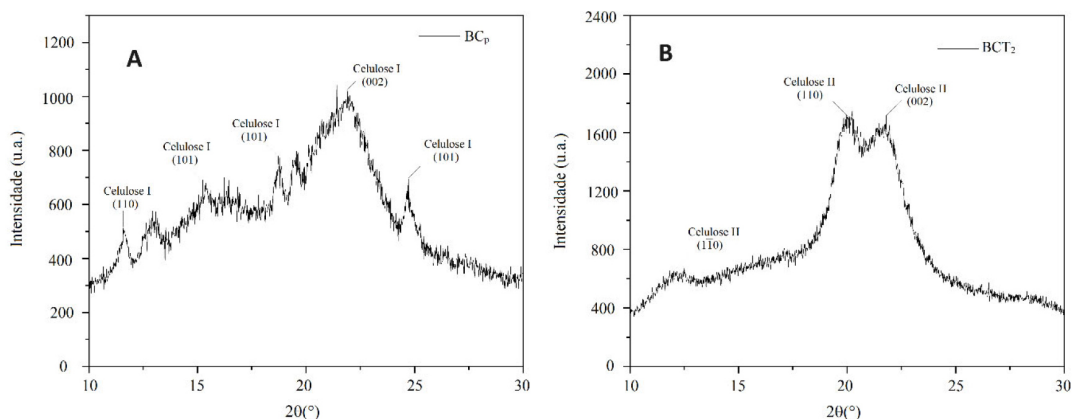 A
BCₚ
Celulose I
(002)
Celulose I
(101)
Celulose I
(101)
Celulose I
(101)
Celulose I
(110)
1200
1000
800
600
400
200
0
Intensidade (u.a.)
10
15
20
25
30
2θ(°)
B
BCT₂
Celulose II
(110)
Celulose II
(002)
Celulose II
(11̅0)
2400
2000
1600
1200
800
400
0
Intensidade (u.a.)
10
15
20
25
30
2θ(°)